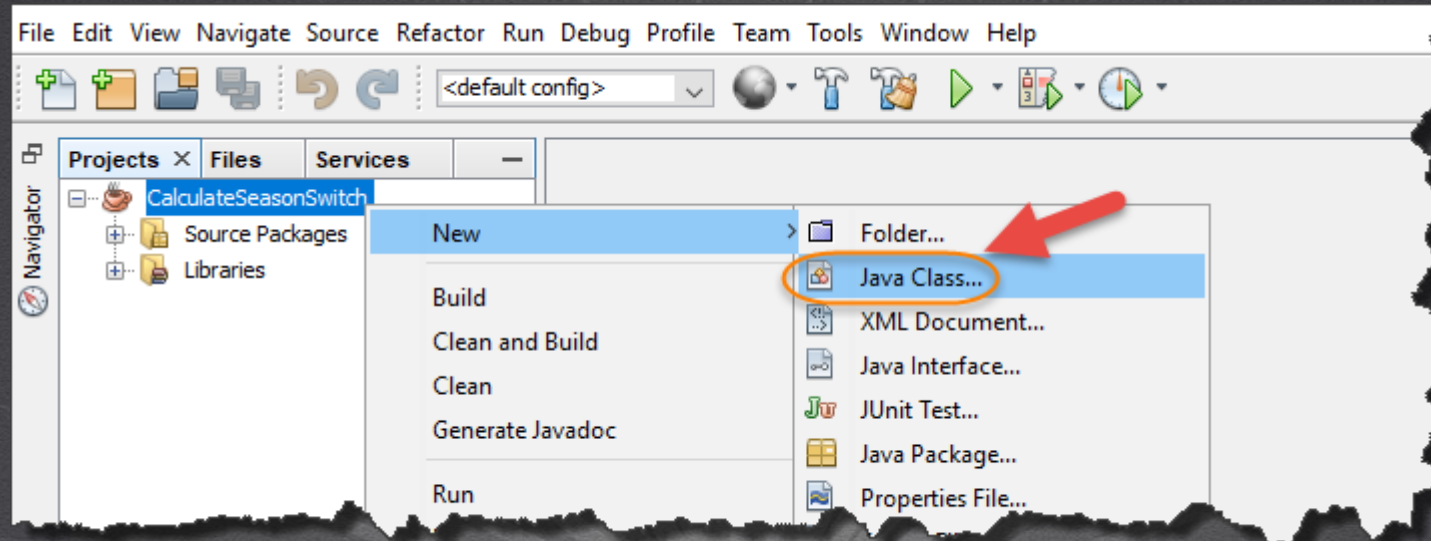 File Edit View Navigate Source Refactor Run Debug Profile Team Tools Window Help
<default config>
Projects Files Services
Navigator
CalculateSeasonSwitch
Source Packages
Libraries
New
Build
Clean and Build
Clean
Generate Javadoc
Run
Folder...
Java Class...
XML Document...
Java Interface...
JUnit Test...
Java Package...
Properties File...